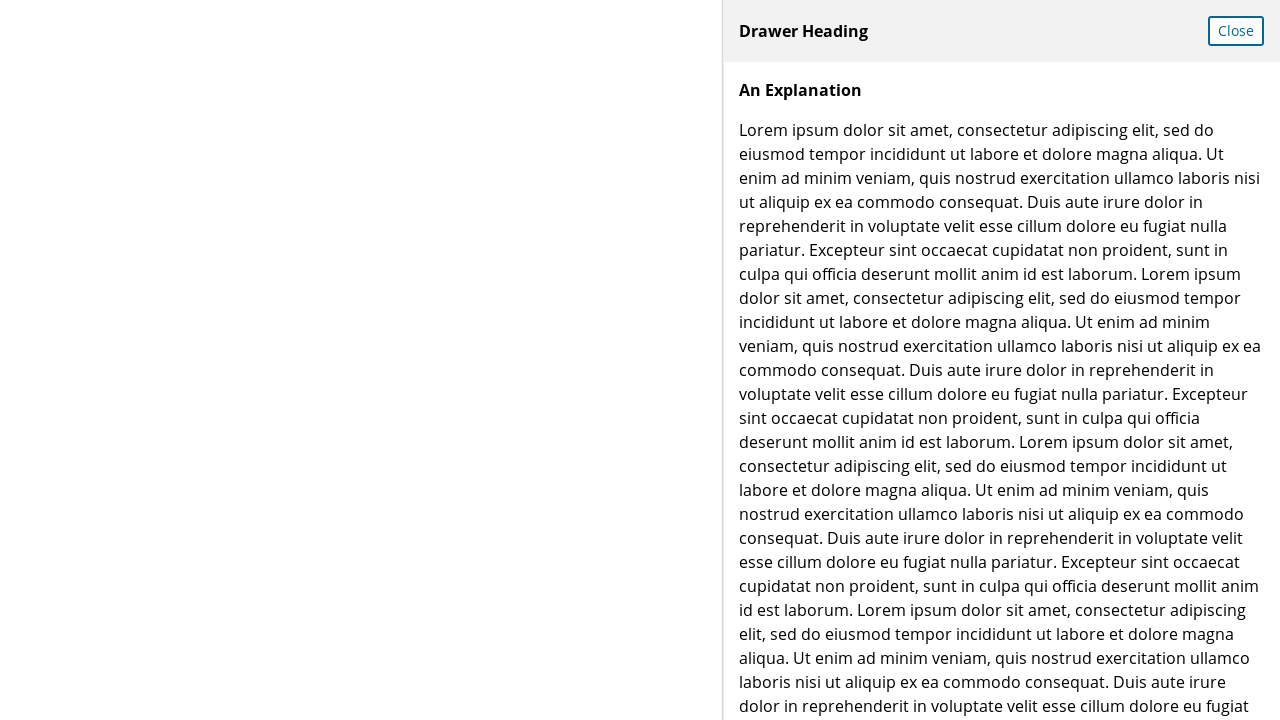 Drawer Heading
Close
An Explanation
Lorem ipsum dolor sit amet, consectetur adipiscing elit, sed do
eiusmod tempor incididunt ut labore et dolore magna aliqua. Ut
enim ad minim veniam, quis nostrud exercitation ullamco laboris nisi
ut aliquip ex ea commodo consequat. Duis aute irure dolor in
reprehenderit in voluptate velit esse cillum dolore eu fugiat nulla
pariatur. Excepteur sint occaecat cupidatat non proident, sunt in
culpa qui officia deserunt mollit anim id est laborum. Lorem ipsum
dolor sit amet, consectetur adipiscing elit, sed do eiusmod tempor
incididunt ut labore et dolore magna aliqua. Ut enim ad minim
veniam, quis nostrud exercitation ullamco laboris nisi ut aliquip ex ea
commodo consequat. Duis aute irure dolor in reprehenderit in
voluptate velit esse cillum dolore eu fugiat nulla pariatur. Excepteur
sint occaecat cupidatat non proident, sunt in culpa qui officia
deserunt mollit anim id est laborum. Lorem ipsum dolor sit amet,
consectetur adipiscing elit, sed do eiusmod tempor incididunt ut
labore et dolore magna aliqua. Ut enim ad minim veniam, quis
nostrud exercitation ullamco laboris nisi ut aliquip ex ea commodo
consequat. Duis aute irure dolor in reprehenderit in voluptate velit
esse cillum dolore eu fugiat nulla pariatur. Excepteur sint occaecat
cupidatat non proident, sunt in culpa qui officia deserunt mollit anim
id est laborum. Lorem ipsum dolor sit amet, consectetur adipiscing
elit, sed do eiusmod tempor incididunt ut labore et dolore magna
aliqua. Ut enim ad minim veniam, quis nostrud exercitation ullamco
laboris nisi ut aliquip ex ea commodo consequat. Duis aute irure
dolor in reprehenderit in voluptate velit esse cillum dolore eu fugiat